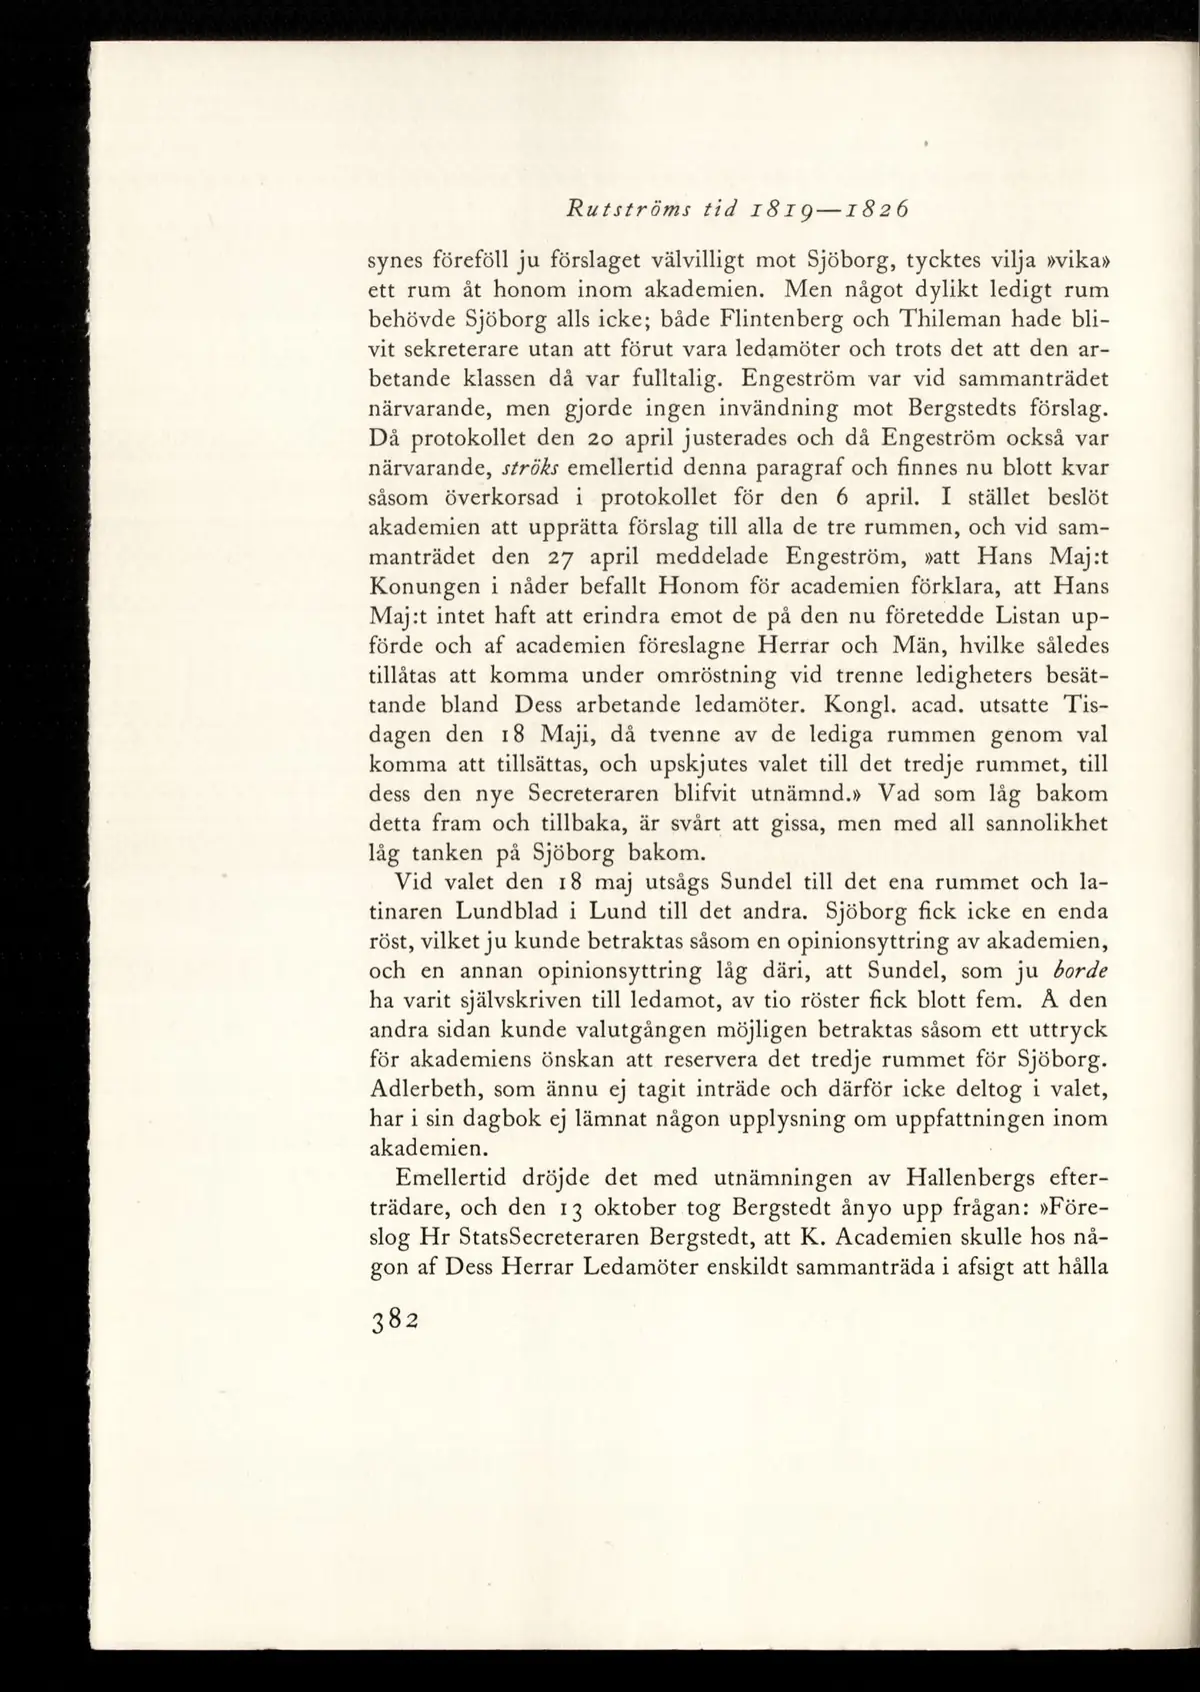 Rutströms tid 1819—1826
synes föreföll ju förslaget välvilligt mot Sjöborg, tycktes vilja »vika»
ett rum åt honom inom akademien. Men något dylikt ledigt rum
behövde Sjöborg alls icke; både Flintenberg och Thileman hade bli-
vit sekreterare utan att förut vara ledamöter och trots det att den ar-
betande klassen då var fulltalig. Engeström var vid sammanträdet
närvarande, men gjorde ingen invändning mot Bergstedts förslag.
Då protokollet den 20 april justerades och då Engeström också var
närvarande, ströks emellertid denna paragraf och finnes nu blott kvar
såsom överkorsad i protokollet för den 6 april. I stället beslöt
akademien att upprätta förslag till alla de tre rummen, och vid sam-
manträdet den 27 april meddelade Engeström, »att Hans Maj:t
Konungen i nåder befallt Honom för academien förklara, att Hans
Maj:t intet haft att erindra emot de på den nu företedde Listan up-
förde och af academien föreslagne Herrar och Män, hvilke således
tillåtas att komma under omröstning vid trenne ledigheters besät-
tande bland Dess arbetande ledamöter. Kongl. acad. utsatte Tis-
dagen den 18 Maji, då tvenne av de lediga rummen genom val
komma att tillsättas, och upskjutes valet till det tredje rummet, till
dess den nye Secreteraren blifvit utnämnd.» Vad som låg bakom
detta fram och tillbaka, är svårt att gissa, men med all sannolikhet
låg tanken på Sjöborg bakom.
Vid valet den 18 maj utsågs Sundel till det ena rummet och la-
tinaren Lundblad i Lund till det andra. Sjöborg fick icke en enda
röst, vilket ju kunde betraktas såsom en opinionsyttring av akademien,
och en annan opinionsyttring låg däri, att Sundel, som ju borde
ha varit självskriven till ledamot, av tio röster fick blott fem. Å den
andra sidan kunde valutgången möjligen betraktas såsom ett uttryck
för akademiens önskan att reservera det tredje rummet för Sjöborg.
Adlerbeth, som ännu ej tagit inträde och därför icke deltog i valet,
har i sin dagbok ej lämnat någon upplysning om uppfattningen inom
akademien.
Emellertid dröjde det med utnämningen av Hallenbergs efter-
trädare, och den 13 oktober tog Bergstedt ånyo upp frågan: »Före-
slog Hr StatsSecreteraren Bergstedt, att K. Academien skulle hos nå-
gon af Dess Herrar Ledamöter enskildt sammanträda i afsigt att hålla
382